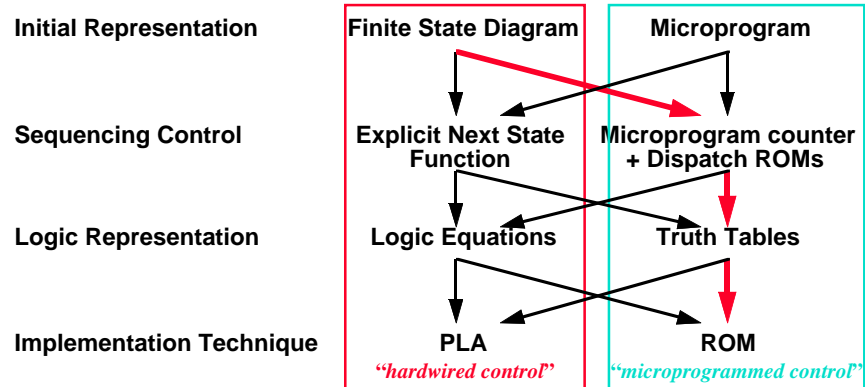 Initial Representation Finite State Diagram Microprogram
Sequencing Control Explicit Next State Microprogram counter
Function + Dispatch ROMs
Logic Representation Logic Equations Truth Tables
Implementation Technique PLA ROM
“hardwired control” “microprogrammed control”